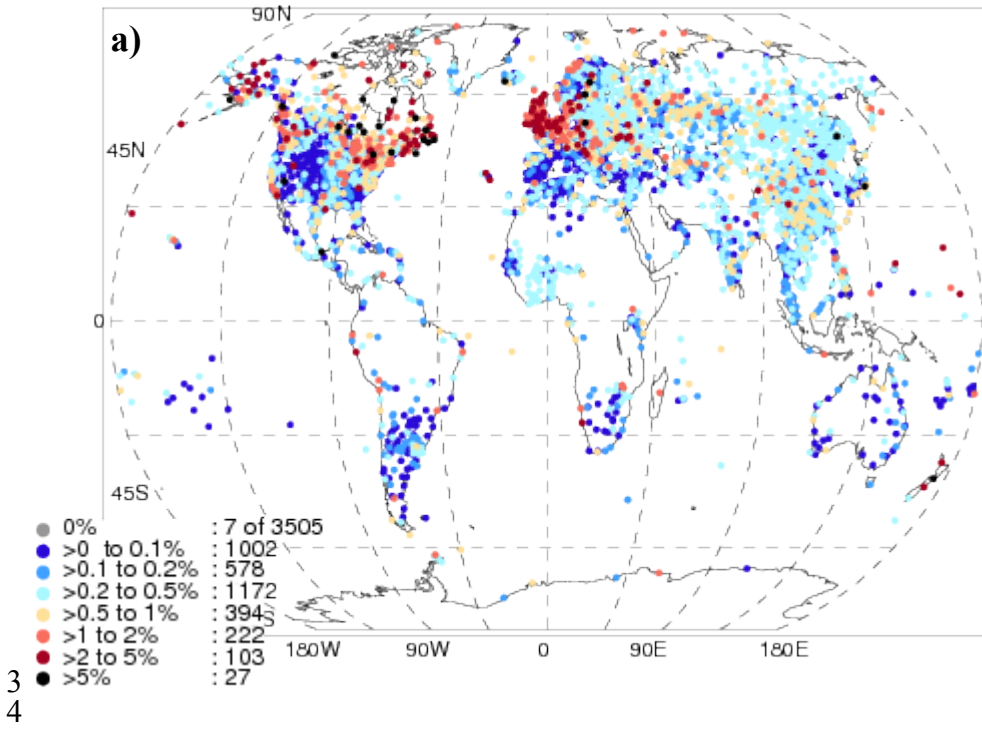 90N
a)
45N
0
45S
0% : 7 of 3505
>0 to 0.1% : 1002
>0.1 to 0.2% : 578
>0.2 to 0.5% : 1172
>0.5 to 1% : 394
S
>1 to 2% : 222
180W 90W 0 90E 180E
>2 to 5% : 103
3
>5% : 27
4